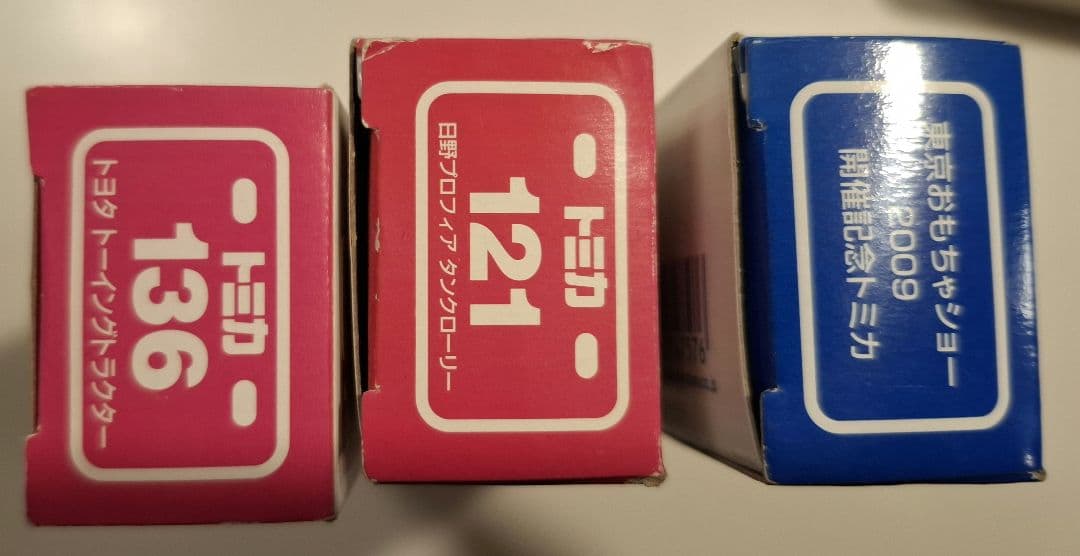 トミカ
136
トヨタ トーイングトラクター
トミカ
121
日野プロフィア タンクローリー
東京おもちゃショー
2009
開催記念トミカ